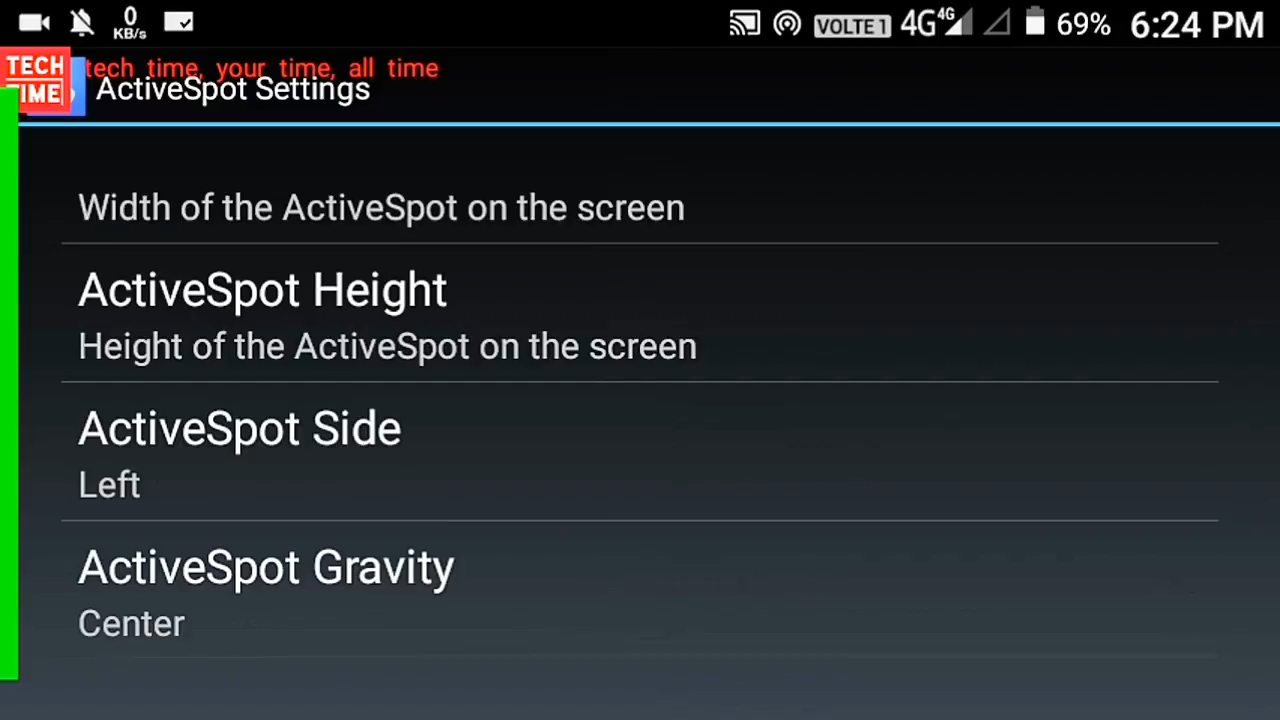 0
KB/s
VOLTE 1
4G 4G
69%
6:24 PM
TECH
TIME
tech time, your time, all time
ActiveSpot Settings
Width of the ActiveSpot on the screen
ActiveSpot Height
Height of the ActiveSpot on the screen
ActiveSpot Side
Left
ActiveSpot Gravity
Center